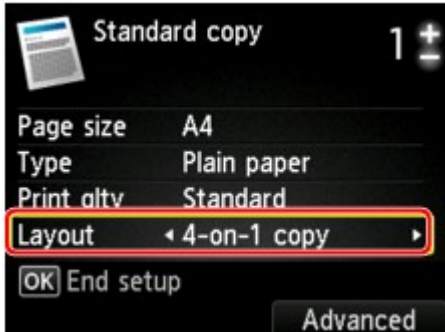 Standard copy
1
Page size A4
Type Plain paper
Print qlty Standard
Layout 4-on-1 copy
OK End setup
Advanced